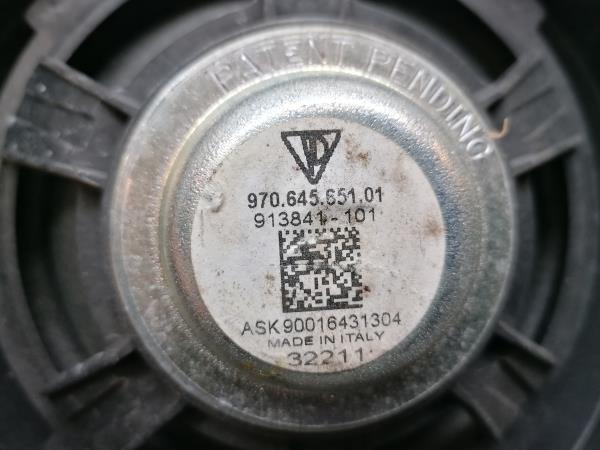 PATENT PENDING
970.645.651.01
913841-101
ASK90016431304
MADE IN ITALY
32211